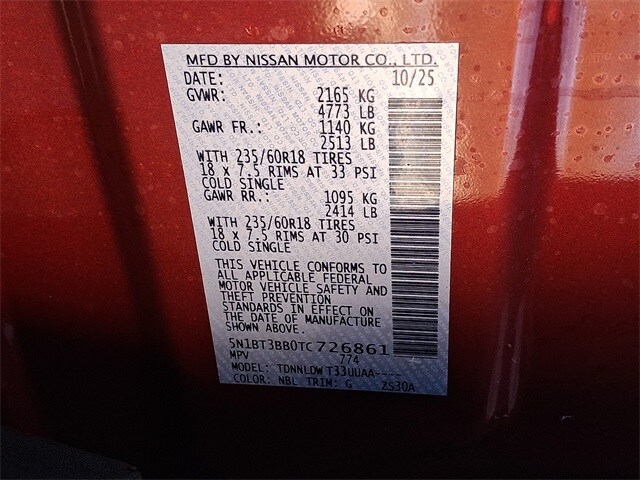 MFD BY NISSAN MOTOR CO., LTD.
DATE: 10/25
GVWR: 2165 KG
4773 LB
GAWR FR.: 1140 KG
2513 LB
WITH 235/60R18 TIRES
18 x 7.5 RIMS AT 33 PSI
COLD SINGLE
GAWR RR.: 1095 KG
2414 LB
WITH 235/60R18 TIRES
18 x 7.5 RIMS AT 30 PSI
COLD SINGLE
THIS VEHICLE CONFORMS TO
ALL APPLICABLE FEDERAL
MOTOR VEHICLE SAFETY AND
THEFT PREVENTION
STANDARDS IN EFFECT ON
THE DATE OF MANUFACTURE
SHOWN ABOVE.
5N1BT3BB0TC726861
MPV 774
MODEL: TDNNLDW T33UUAA----
COLOR: NBL TRIM: G 2S30A